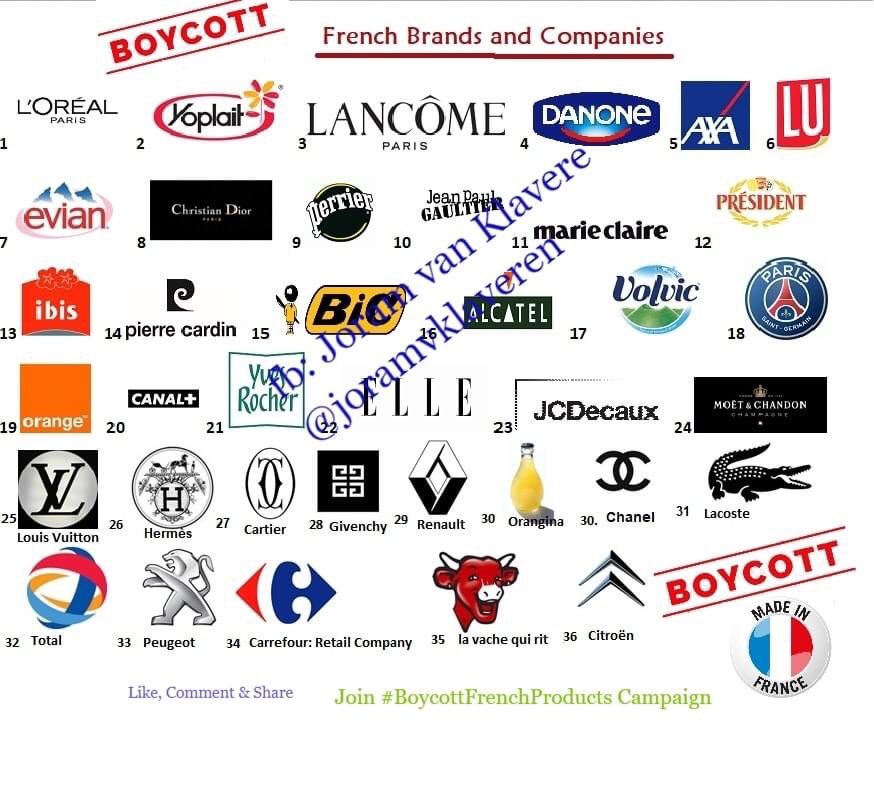 BOYCOTT
French Brands and Companies
L'ORÉAL
PARIS
1
Yoplait
2
LANCÔME
PARIS
3
DANONE
4
AXA
5
LU
6
evian
7
Christian Dior
PARIS
8
perrier
9
Jean Paul
GAULTIER
10
marie claire
11
PRÉSIDENT
12
ibis
13
pierre cardin
14
BiC
15
ALCATEL
16
Volvic
17
PARIS
SAINT-GERMAIN
18
orange™
19
CANAL+
20
Yves
Rocher
21
ELLE
22
JCDecaux
23
MOËT & CHANDON
CHAMPAGNE
24
fb: Joram van Klavere
@joramvklaveren
LV
25
Louis Vuitton
H
26
Hermès
27
Cartier
28 Givenchy
29 Renault
30 Orangina
30. Chanel
31 Lacoste
32 Total
33 Peugeot
34 Carrefour: Retail Company
35 la vache qui rit
36 Citroën
BOYCOTT
MADE IN
FRANCE
Like, Comment & Share
Join #BoycottFrenchProducts Campaign